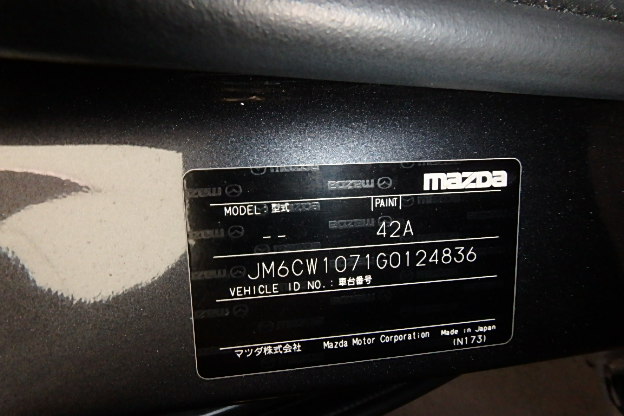 mazDa
MODEL:型式 PAINT
-- 42A
JM6CW1071G0124836
VEHICLE ID NO.:車台番号
マツダ株式会社 Mazda Motor Corporation Made in Japan
(N173)